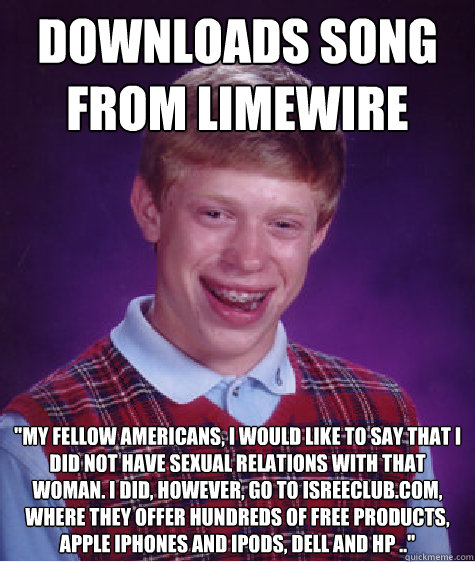 DOWNLOADS SONG
FROM LIMEWIRE
"MY FELLOW AMERICANS, I WOULD LIKE TO SAY THAT I
DID NOT HAVE SEXUAL RELATIONS WITH THAT
WOMAN. I DID, HOWEVER, GO TO ISREECLUB.COM,
WHERE THEY OFFER HUNDREDS OF FREE PRODUCTS,
APPLE IPHONES AND IPODS, DELL AND HP .."
quickmeme.com